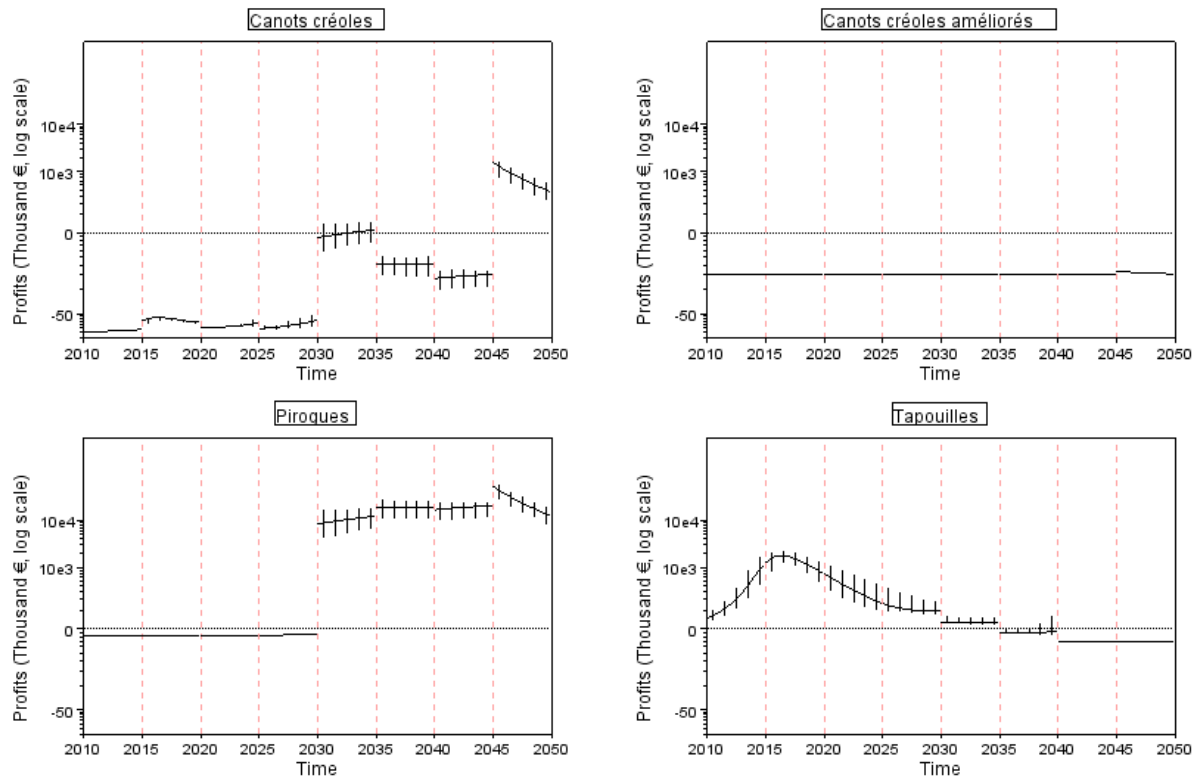 Canots créoles
Profits (Thousand €, log scale)
10e4
10e3
0
-50
2010 2015 2020 2025 2030 2035 2040 2045 2050
Time
Canots créoles améliorés
Profits (Thousand €, log scale)
10e4
10e3
0
-50
2010 2015 2020 2025 2030 2035 2040 2045 2050
Time
Pirogues
Profits (Thousand €, log scale)
10e4
10e3
0
-50
2010 2015 2020 2025 2030 2035 2040 2045 2050
Time
Tapouilles
Profits (Thousand €, log scale)
10e4
10e3
0
-50
2010 2015 2020 2025 2030 2035 2040 2045 2050
Time